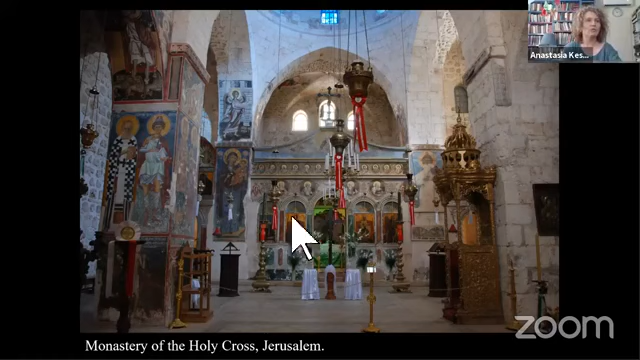 Anastasia Kes...
Monastery of the Holy Cross, Jerusalem.
zoom